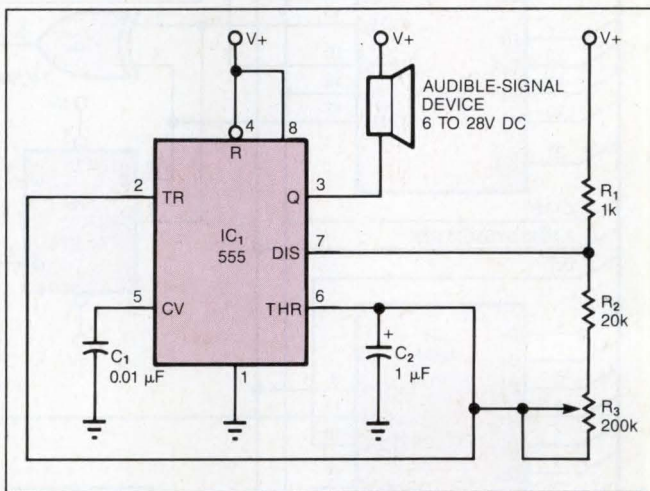 V+
V+
V+
AUDIBLE-SIGNAL
DEVICE
6 TO 28V DC
4
8
R
2
TR
Q
3
R1
1k
IC1
555
DIS
7
5
CV
THR
6
R2
20k
C1
0.01 µF
1
+
C2
1 µF
R3
200k